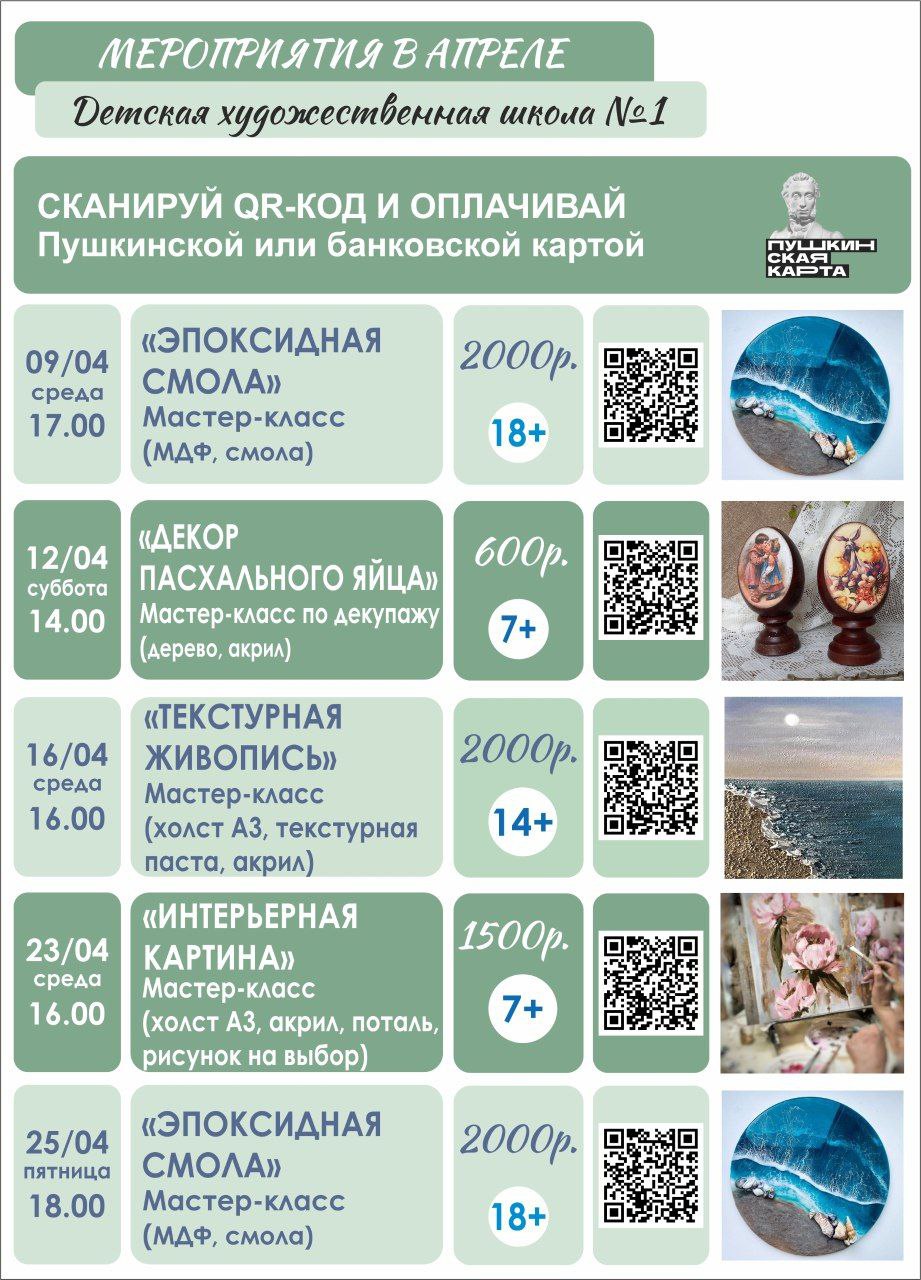 МЕРОПРИЯТИЯ В АПРЕЛЕ
Детская художественная школа №1
СКАНИРУЙ QR-КОД И ОПЛАЧИВАЙ
Пушкинской или банковской картой
ПУШКИН
СКАЯ
КАРТА
09/04
среда
17.00
«ЭПОКСИДНАЯ
СМОЛА»
Мастер-класс
(МДФ, смола)
2000р.
18+
12/04
суббота
14.00
«ДЕКОР
ПАСХАЛЬНОГО ЯЙЦА»
Мастер-класс по декупажу
(дерево, акрил)
600р.
7+
16/04
среда
16.00
«ТЕКСТУРНАЯ
ЖИВОПИСЬ»
Мастер-класс
(холст А3, текстурная
паста, акрил)
2000р.
14+
23/04
среда
16.00
«ИНТЕРЬЕРНАЯ
КАРТИНА»
Мастер-класс
(холст А3, акрил, поталь,
рисунок на выбор)
1500р.
7+
25/04
пятница
18.00
«ЭПОКСИДНАЯ
СМОЛА»
Мастер-класс
(МДФ, смола)
2000р.
18+